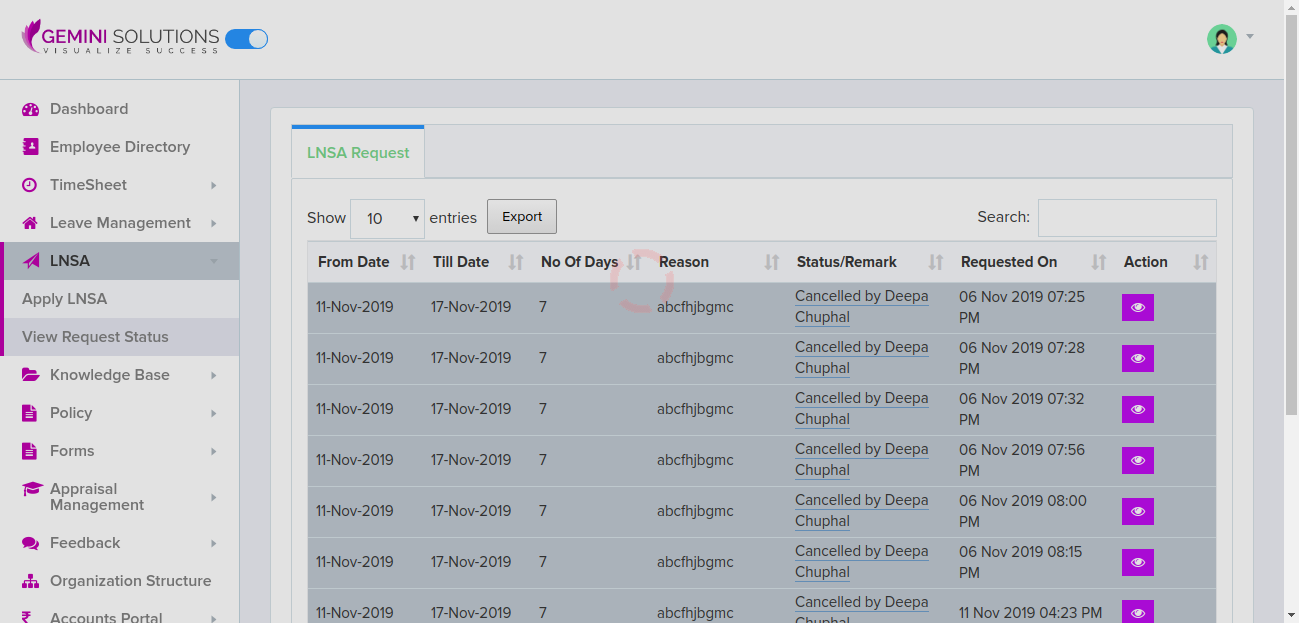 GEMINI SOLUTIONS
VISUALIZE SUCCESS
Dashboard
Employee Directory
TimeSheet
Leave Management
LNSA
Apply LNSA
View Request Status
Knowledge Base
Policy
Forms
Appraisal
Management
Feedback
Organization Structure
Accounts Portal
LNSA Request
Show 10 entries Export Search:
From Date Till Date No Of Days Reason Status/Remark Requested On Action
11-Nov-2019 17-Nov-2019 7 abcfhjbgmc Cancelled by Deepa Chuphal 06 Nov 2019 07:25 PM
11-Nov-2019 17-Nov-2019 7 abcfhjbgmc Cancelled by Deepa Chuphal 06 Nov 2019 07:28 PM
11-Nov-2019 17-Nov-2019 7 abcfhjbgmc Cancelled by Deepa Chuphal 06 Nov 2019 07:32 PM
11-Nov-2019 17-Nov-2019 7 abcfhjbgmc Cancelled by Deepa Chuphal 06 Nov 2019 07:56 PM
11-Nov-2019 17-Nov-2019 7 abcfhjbgmc Cancelled by Deepa Chuphal 06 Nov 2019 08:00 PM
11-Nov-2019 17-Nov-2019 7 abcfhjbgmc Cancelled by Deepa Chuphal 06 Nov 2019 08:15 PM
11-Nov-2019 17-Nov-2019 7 abcfhjbgmc Cancelled by Deepa Chuphal 11 Nov 2019 04:23 PM